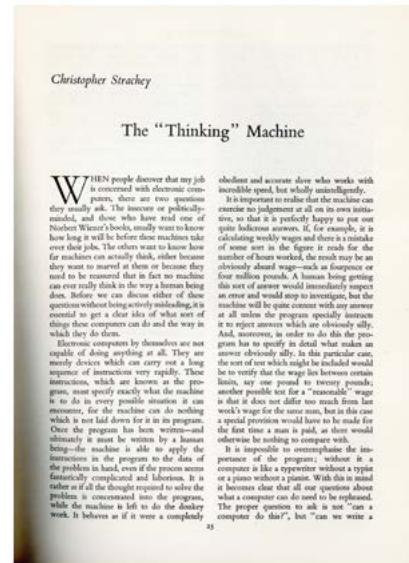 Christopher Strachey
The “Thinking” Machine
WHEN people discover that my job
is concerned with electronic com-
puters, there are two questions
they usually ask. The insecure or politically-
minded, and those who have read one of
Norbert Wiener's books, usually want to know
how long it will be before these machines take
over their jobs. The others want to know how
far machines can actually think, either because
they want to marvel at them or because they
need to be reassured that in fact no machine
can ever really think in the way a human being
does. Before we can discuss either of these
questions without being actively misleading, it is
essential to get a clear idea of what sort of
things these computers can do and the way in
which they do them.
Electronic computers by themselves are not
capable of doing anything at all. They are
merely devices which can carry out a long
sequence of instructions very rapidly. These
instructions, which are known as the pro-
gram, must specify exactly what the machine
is to do in every possible situation it can
encounter, for the machine can do nothing
which is not laid down for it in its program.
Once the program has been written—and
ultimately it must be written by a human
being—the machine is able to apply the
instructions in the program to the data of
the problem in hand, even if the process seems
fantastically complicated and laborious. It is
rather as if all the thought required to solve the
problem is concentrated into the program,
while the machine is left to do the donkey
work. It behaves as if it were a completely
obedient and accurate slave who works with
incredible speed, but wholly unintelligently.
It is important to realise that the machine can
exercise no judgement at all on its own initia-
tive, so that it is perfectly happy to put out
quite ludicrous answers. If, for example, it is
calculating weekly wages and there is a mistake
of some sort in the figure it reads for the
number of hours worked, the result may be an
obviously absurd wage—such as fourpence or
four million pounds. A human being getting
this sort of answer would immediately suspect
an error and would stop to investigate, but the
machine will be quite content with any answer
at all unless the program specially instructs
it to reject answers which are obviously silly.
And, moreover, in order to do this the pro-
gram has to specify in detail what makes an
answer obviously silly. In this particular case,
the sort of test which might be included would
be to verify that the wage lies between certain
limits, say one pound to twenty pounds;
another possible test for a “reasonable” wage
is that it does not differ too much from last
week's wage for the same man, but in this case
a special provision would have to be made for
the first time a man is paid, as there would
otherwise be nothing to compare with.
It is impossible to overemphasise the im-
portance of the program; without it a
computer is like a typewriter without a typist
or a piano without a pianist. With this in mind
it becomes clear that all our questions about
what a computer can do need to be rephrased.
The proper question to ask is not “can a
computer do this?”, but “can we write a
25